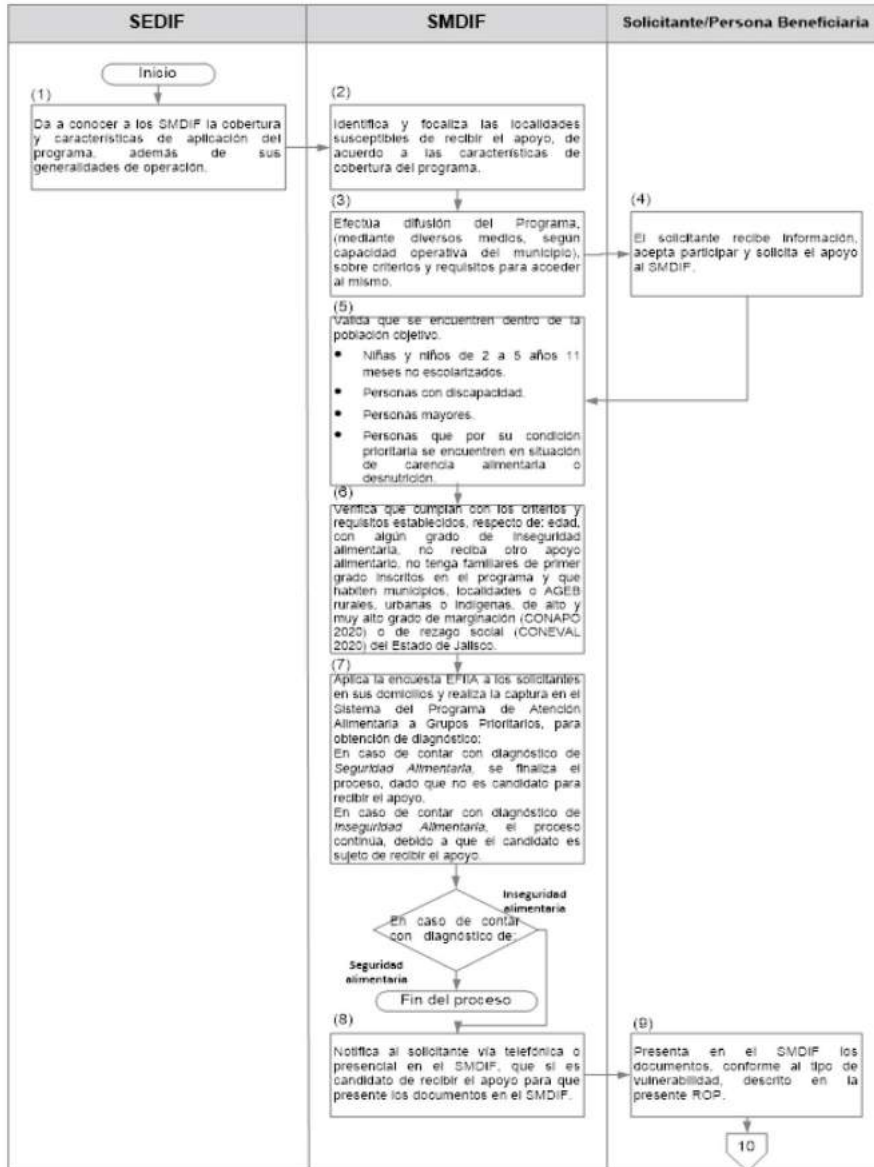 SEDIF
SMDIF
Solicitante/Persona Beneficiaria
Inicio
(1)
Da a conocer a los SMDIF la cobertura
y características de aplicación del
programa, además de sus
generalidades de operación.
(2)
Identifica y focaliza las localidades
susceptibles de recibir el apoyo, de
acuerdo a las características de
cobertura del programa.
(3)
Efectúa difusión del Programa,
(mediante diversos medios, según
capacidad operativa del municipio),
sobre criterios y requisitos para acceder
al mismo.
(4)
El solicitante recibe información,
acepta participar y solicita el apoyo
al SMDIF.
(5)
Valida que se encuentren dentro de la
población objetivo.
• Niñas y niños de 2 a 5 años 11
meses no escolarizados.
• Personas con discapacidad.
• Personas mayores.
• Personas que por su condición
prioritaria se encuentren en situación
de carencia alimentaria o
desnutrición.
(6)
Verifica que cumplan con los criterios y
requisitos establecidos, respecto de: edad,
con algún grado de inseguridad
alimentaria, no reciba otro apoyo
alimentario, no tenga familiares de primer
grado inscritos en el programa y que
habiten municipios, localidades o AGEB
rurales, urbanas o indígenas, de alto y
muy alto grado de marginación (CONAPO
2020) o de rezago social (CONEVAL
2020) del Estado de Jalisco.
(7)
Aplica la encuesta EFIIA a los solicitantes
en sus domicilios y realiza la captura en el
Sistema del Programa de Atención
Alimentaria a Grupos Prioritarios, para
obtención de diagnóstico:
En caso de contar con diagnóstico de
Seguridad Alimentaria, se finaliza el
proceso, dado que no es candidato para
recibir el apoyo.
En caso de contar con diagnóstico de
Inseguridad Alimentaria, el proceso
continúa, debido a que el candidato es
sujeto de recibir el apoyo.
Inseguridad
alimentaria
En caso de contar
con diagnóstico de:
Seguridad
alimentaria
Fin del proceso
(8)
Notifica al solicitante vía telefónica o
presencial en el SMDIF, que si es
candidato de recibir el apoyo para que
presente los documentos en el SMDIF.
(9)
Presenta en el SMDIF los
documentos, conforme al tipo de
vulnerabilidad, descrito en la
presente ROP.
10